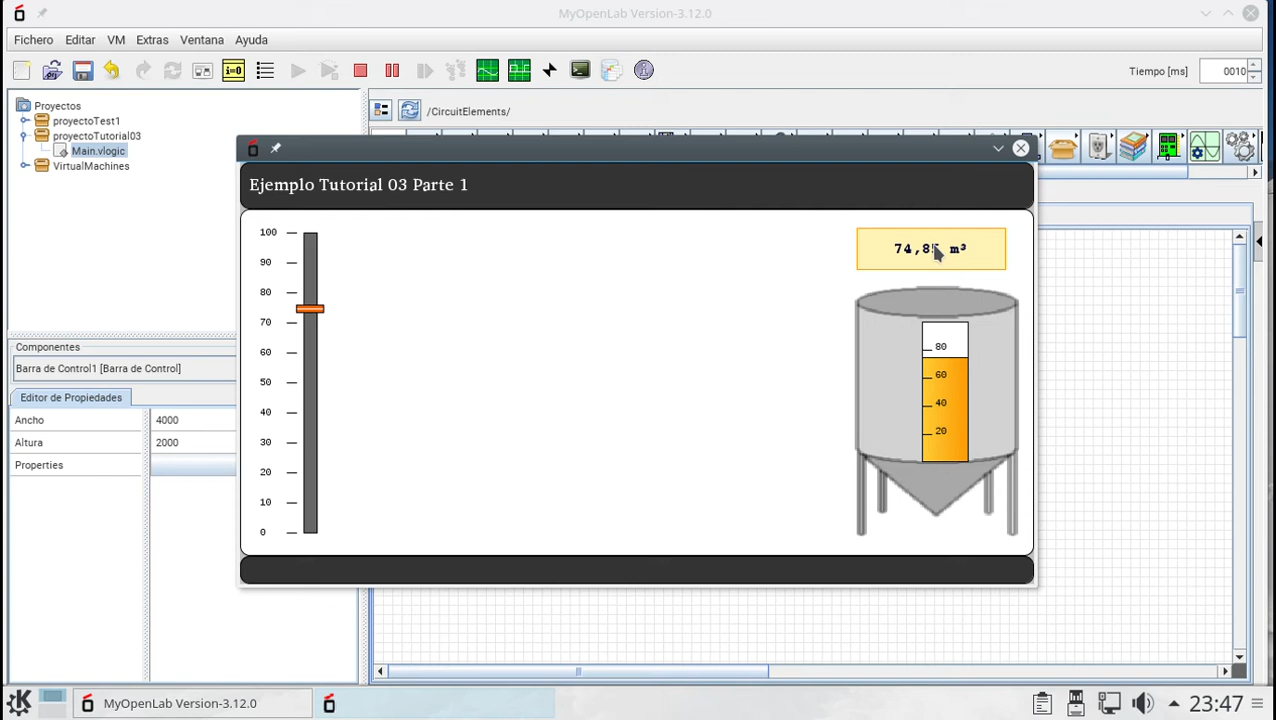 MyOpenLab Version-3.12.0
Fichero Editar VM Extras Ventana Ayuda
i=0
Tiempo [ms] 0010
Proyectos
proyectoTest1
proyectoTutorial03
Main.vlogic
VirtualMachines
/CircuitElements/
Ejemplo Tutorial 03 Parte 1
100
90
80
70
60
50
40
30
20
10
0
m³
80
60
40
20
Componentes
Barra de Control1 [Barra de Control]
Editor de Propiedades
Ancho 4000
Altura 2000
Properties
MyOpenLab Version-3.12.0
23:47